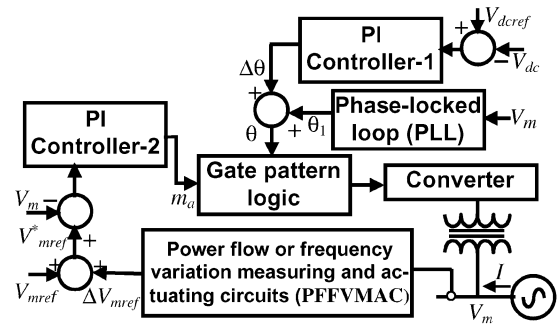 V_dcref
PI
Controller-1
+
−
V_dc
Δθ
+
PI
Controller-2
θ
+ θ_1
Phase-locked
loop (PLL)
V_m
m_a
Gate pattern
logic
Converter
V_m −
V*_mref +
Power flow or frequency
variation measuring and ac-
tuating circuits (PFFVMAC)
+ +
V_mref
ΔV_mref
I
V_m